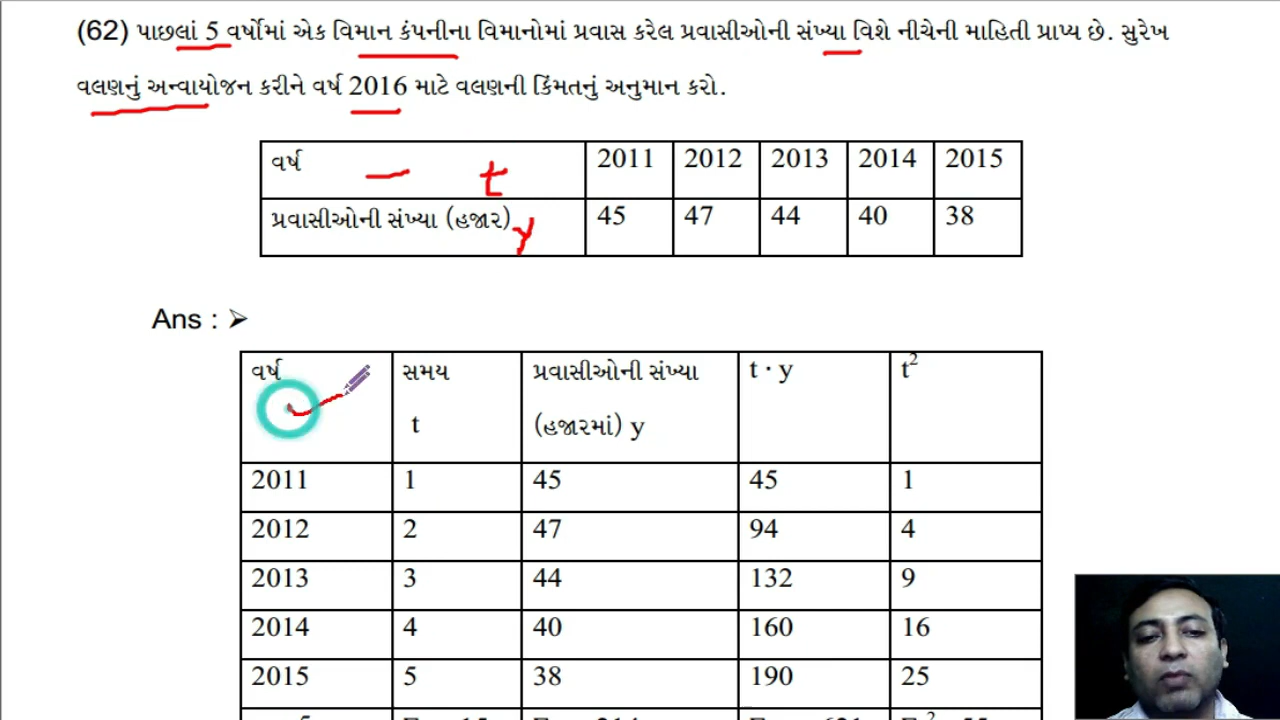 (62) પાછલાં 5 વર્ષોમાં એક વિમાન કંપનીના વિમાનોમાં પ્રવાસ કરેલ પ્રવાસીઓની સંખ્યા વિશે નીચેની માહિતી પ્રાપ્ય છે. સુરેખ
વલણનું અન્વાયોજન કરીને વર્ષ 2016 માટે વલણની કિંમતનું અનુમાન કરો.
વર્ષ – t 2011 2012 2013 2014 2015
પ્રવાસીઓની સંખ્યા (હજાર) y 45 47 44 40 38
Ans : ➢
વર્ષ સમય પ્રવાસીઓની સંખ્યા t · y t²
t (હજારમાં) y
2011 1 45 45 1
2012 2 47 94 4
2013 3 44 132 9
2014 4 40 160 16
2015 5 38 190 25